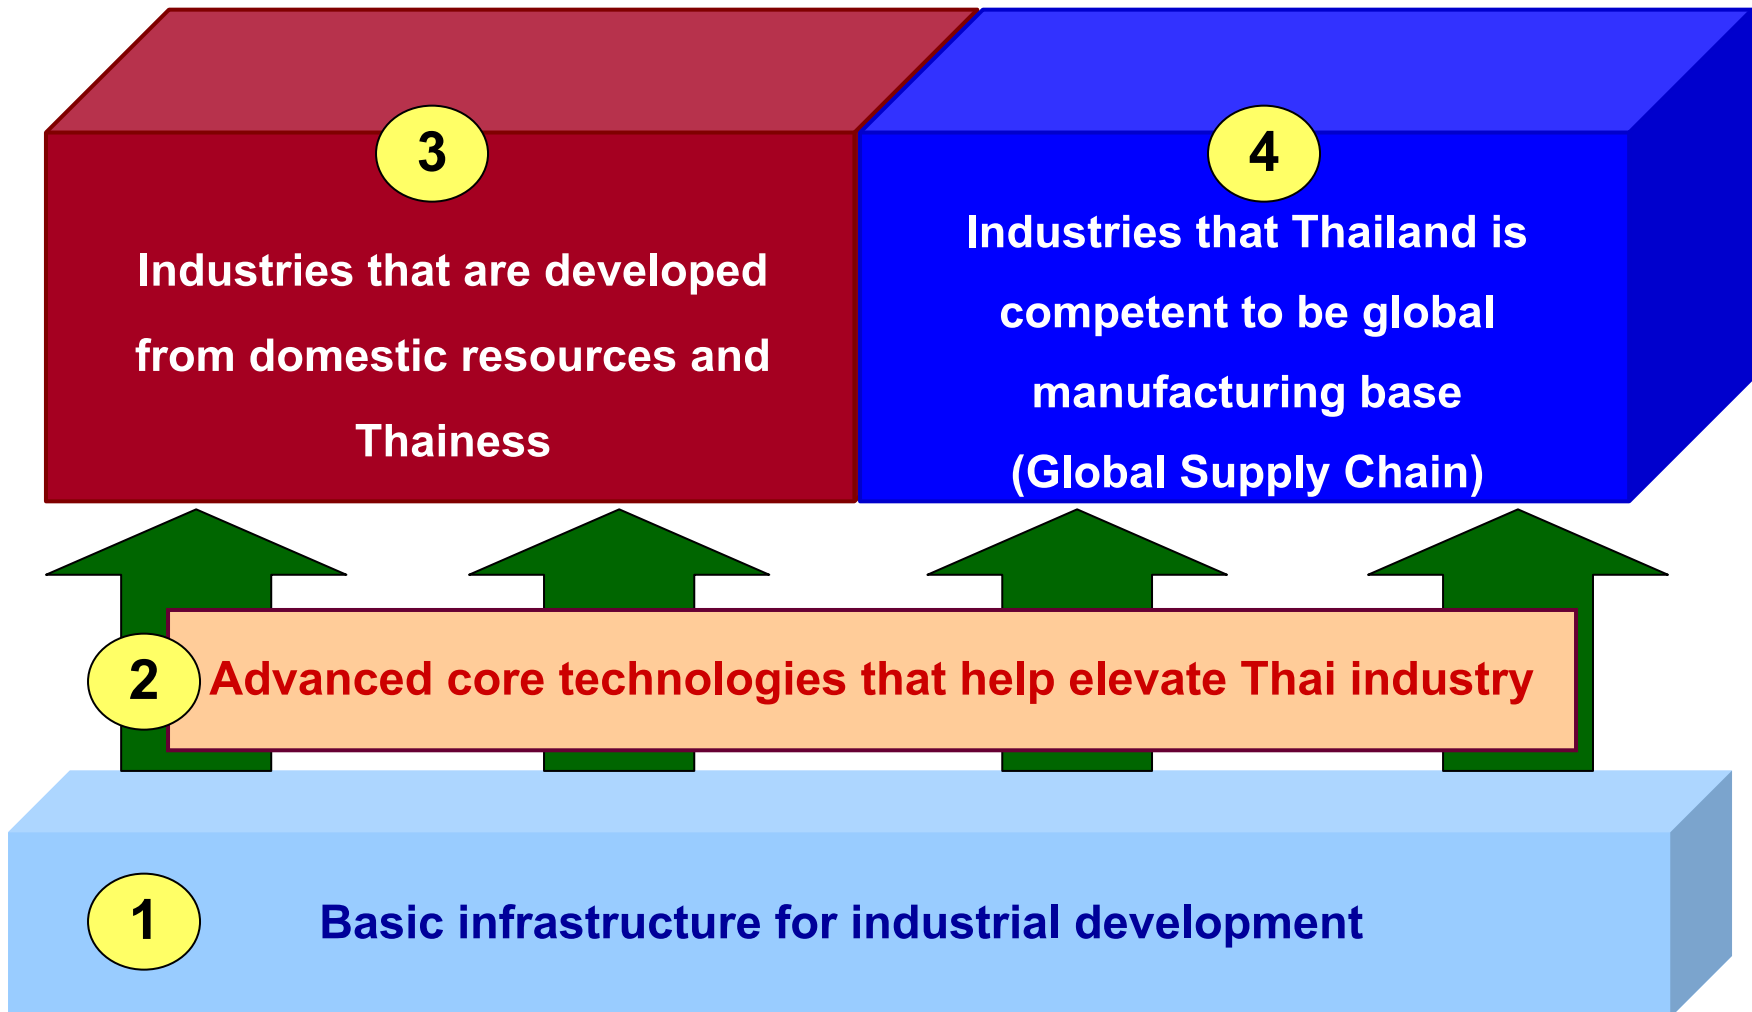 3
Industries that are developed
from domestic resources and
Thainess
4
Industries that Thailand is
competent to be global
manufacturing base
(Global Supply Chain)
2
Advanced core technologies that help elevate Thai industry
1
Basic infrastructure for industrial development